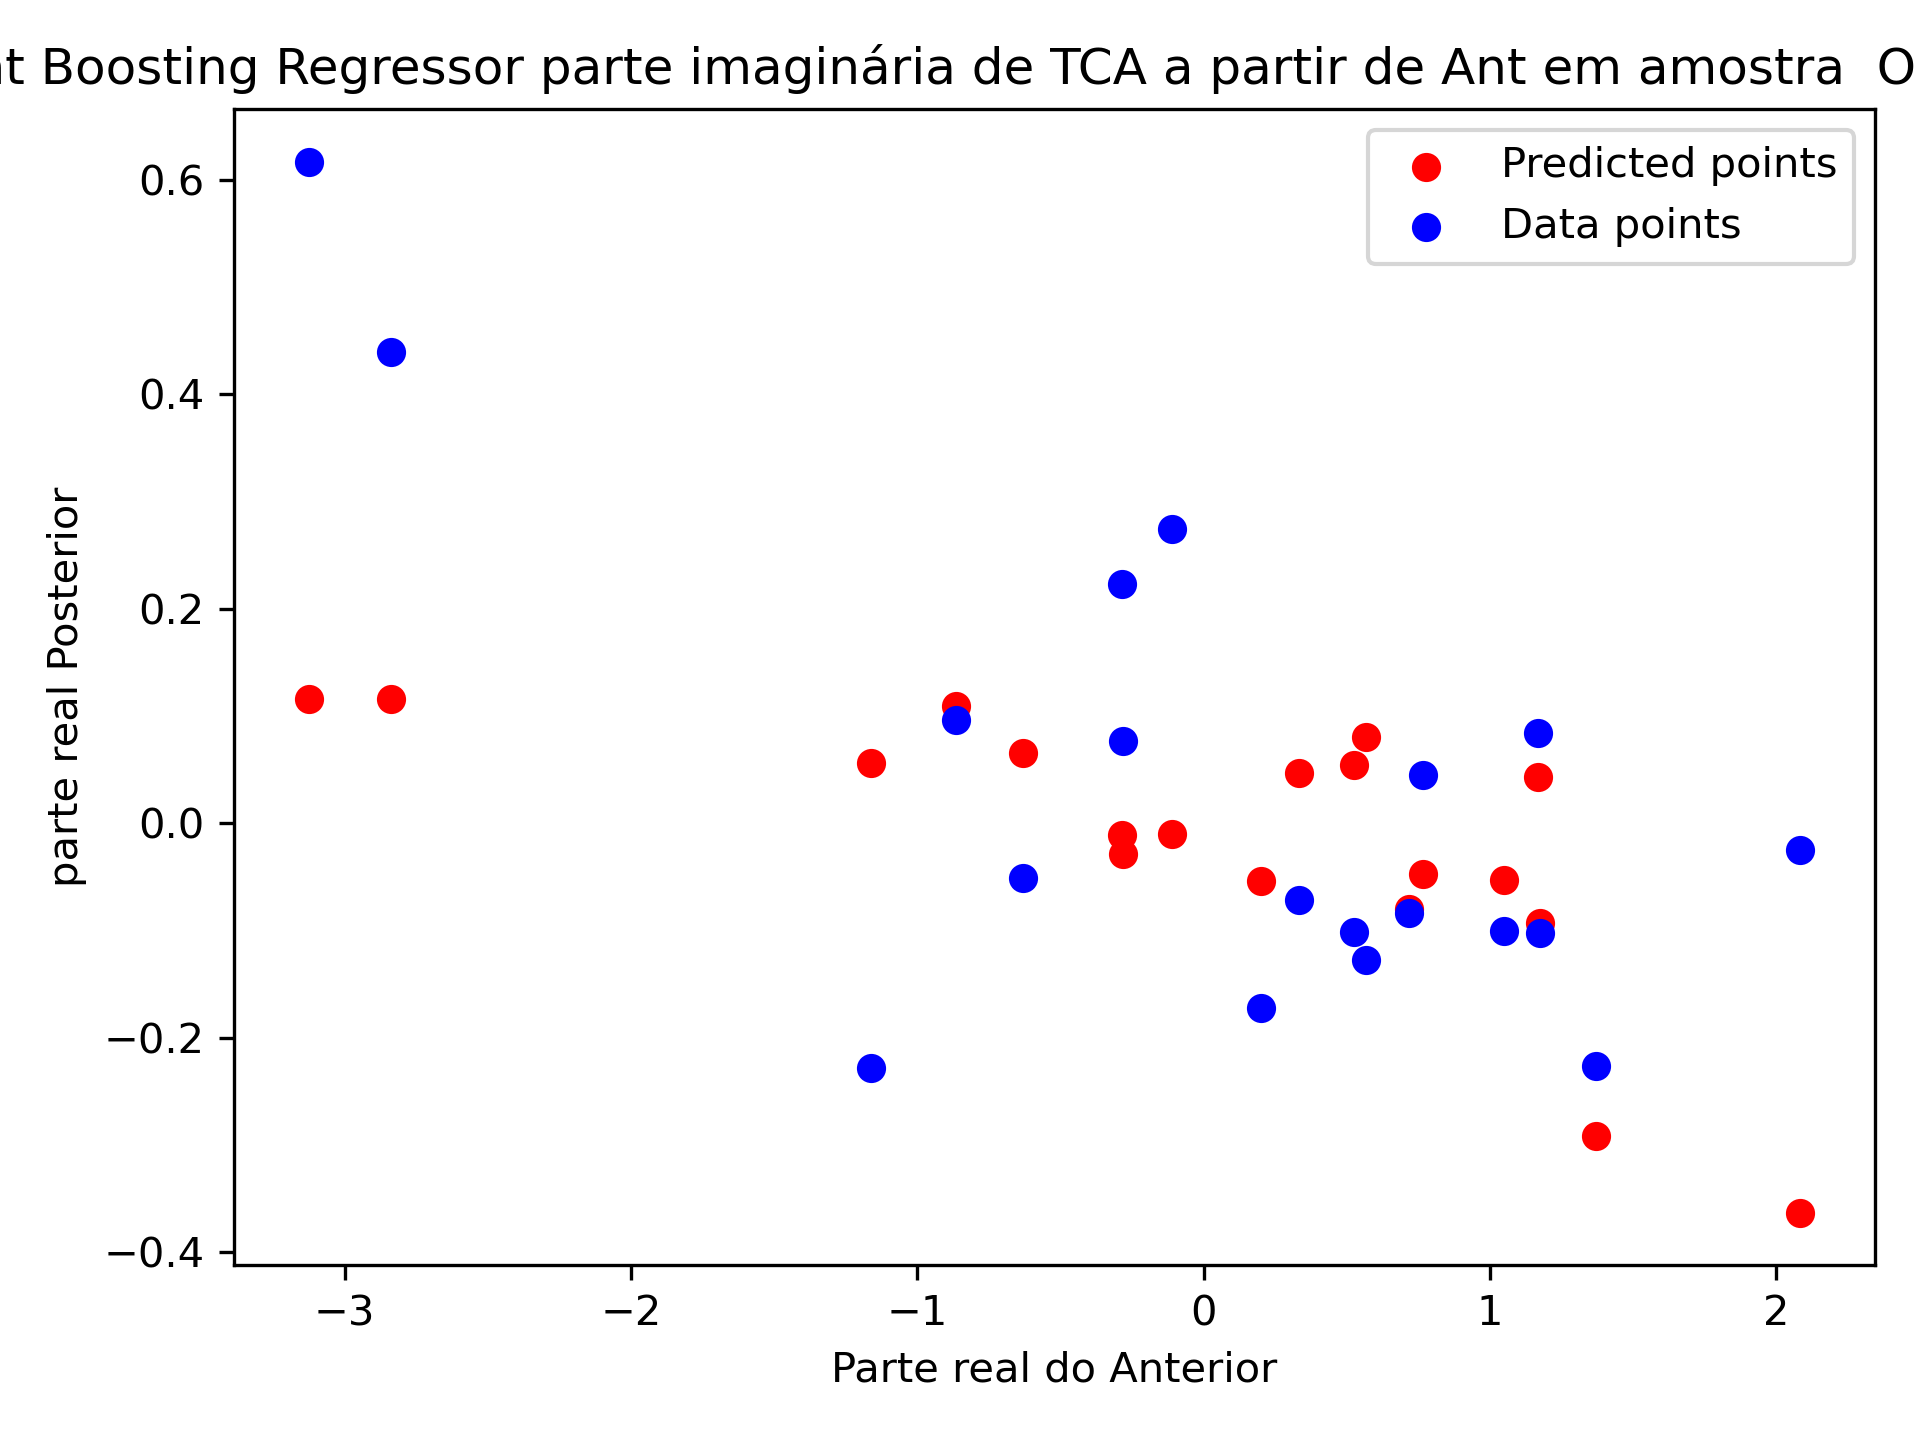 nt Boosting Regressor parte imaginária de TCA a partir de Ant em amostra  O
Predicted points
Data points
0.6
0.4
0.2
0.0
−0.2
−0.4
parte real Posterior
−3 −2 −1 0 1 2
Parte real do Anterior